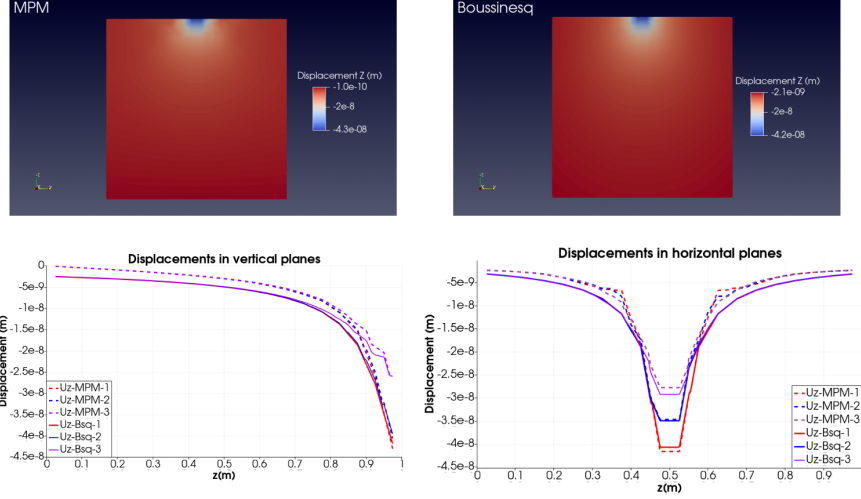 MPM
Displacement Z (m)
-1.0e-10
-2e-8
-4.3e-08
Boussinesq
Displacement Z (m)
-2.1e-09
-2e-8
-4.2e-08
Displacements in vertical planes
Displacement (m)
0
-5e-9
-1e-8
-1.5e-8
-2e-8
-2.5e-8
-3e-8
-3.5e-8
-4e-8
-4.5e-8
Uz-MPM-1
Uz-MPM-2
Uz-MPM-3
Uz-Bsq-1
Uz-Bsq-2
Uz-Bsq-3
0 0.1 0.2 0.3 0.4 0.5 0.6 0.7 0.8 0.9 1
z(m)
Displacements in horizontal planes
Displacement (m)
-5e-9
-1e-8
-1.5e-8
-2e-8
-2.5e-8
-3e-8
-3.5e-8
-4e-8
-4.5e-8
Uz-MPM-1
Uz-MPM-2
Uz-MPM-3
Uz-Bsq-1
Uz-Bsq-2
Uz-Bsq-3
0 0.1 0.2 0.3 0.4 0.5 0.6 0.7 0.8 0.9
z(m)